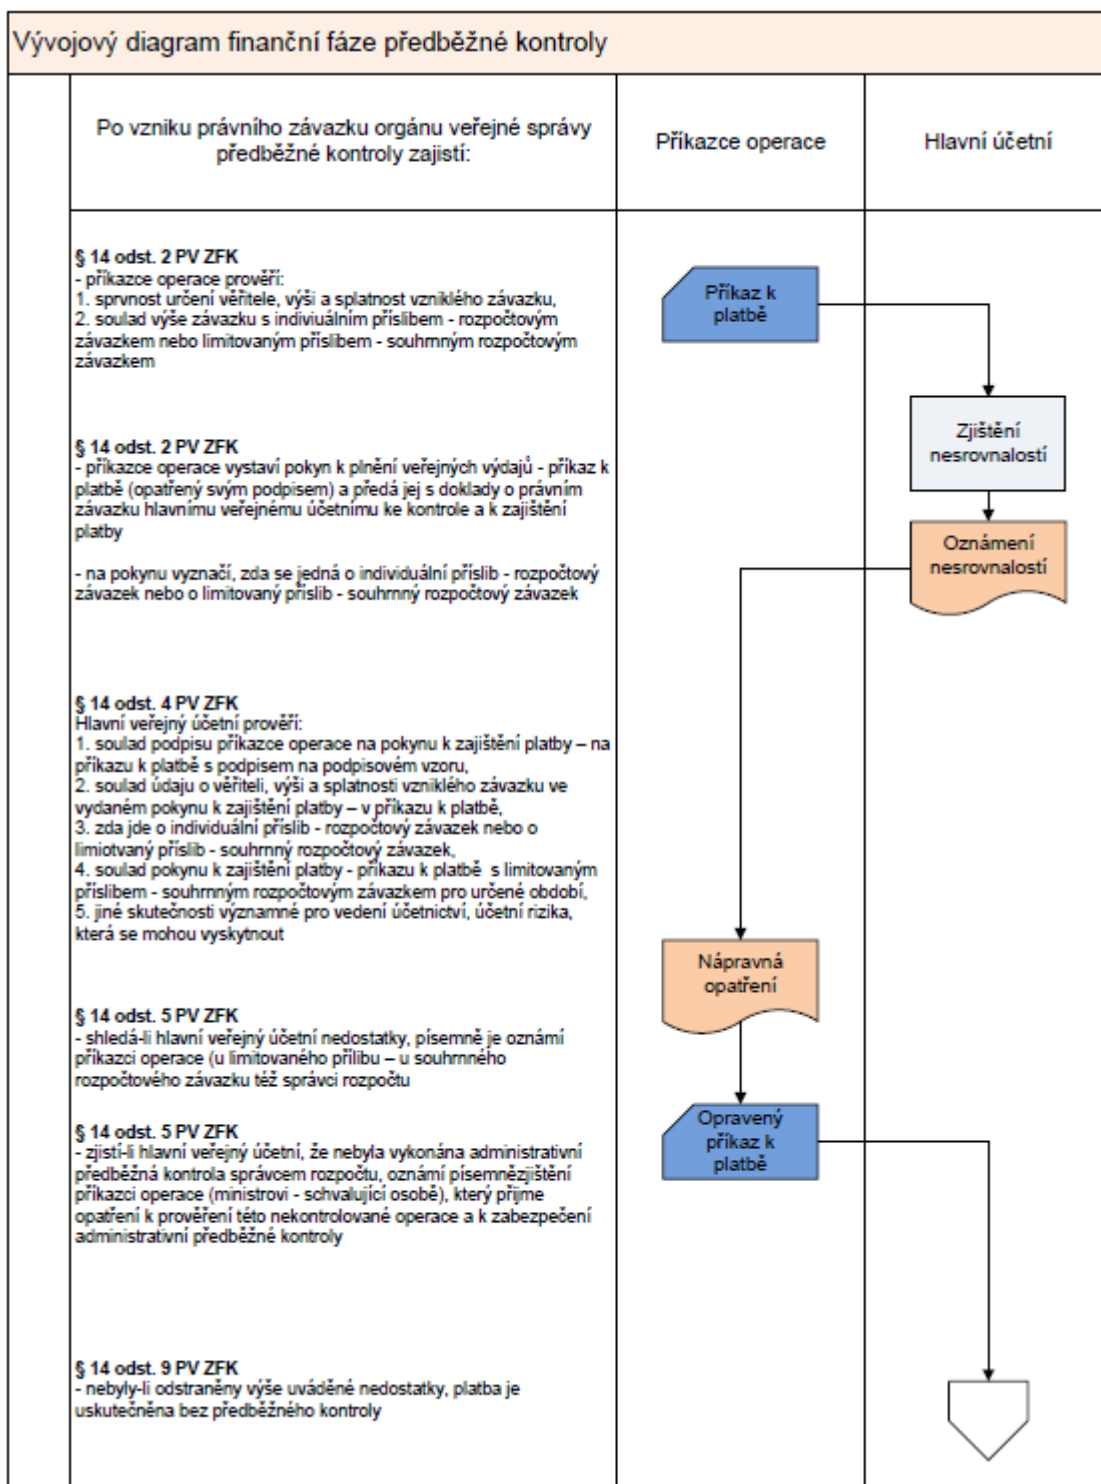 Vývojový diagram finanční fáze předběžné kontroly
Po vzniku právního závazku orgánu veřejné správy
předběžné kontroly zajistí:
Příkazce operace
Hlavní účetní
§ 14 odst. 2 PV ZFK
- příkazce operace prověří:
1. sprvnost určení věřitele, výši a splatnost vzniklého závazku,
2. soulad výše závazku s indiviuálním příslibem - rozpočtovým
závazkem nebo limitovaným příslibem - souhrnným rozpočtovým
závazkem
Příkaz k
platbě
Zjištění
nesrovnalostí
§ 14 odst. 2 PV ZFK
- příkazce operace vystaví pokyn k plnění veřejných výdajů - příkaz k
platbě (opatřený svým podpisem) a předá jej s doklady o právním
závazku hlavnímu veřejnému účetnímu ke kontrole a k zajištění
platby
- na pokynu vyznačí, zda se jedná o individuální příslib - rozpočtový
závazek nebo o limitovaný příslib - souhrnný rozpočtový závazek
Oznámení
nesrovnalostí
§ 14 odst. 4 PV ZFK
Hlavní veřejný účetní prověří:
1. soulad podpisu příkazce operace na pokynu k zajištění platby – na
příkazu k platbě s podpisem na podpisovém vzoru,
2. soulad údaju o věřiteli, výši a splatnosti vzniklého závazku ve
vydaném pokynu k zajištění platby – v příkazu k platbě,
3. zda jde o individuální příslib - rozpočtový závazek nebo o
limiotvaný příslib - souhrnný rozpočtový závazek,
4. soulad pokynu k zajištění platby - příkazu k platbě s limitovaným
příslibem - souhrnným rozpočtovým závazkem pro určené období,
5. jiné skutečnosti významné pro vedení účetnictví, účetní rizika,
která se mohou vyskytnout
Nápravná
opatření
§ 14 odst. 5 PV ZFK
- shledá-li hlavní veřejný účetní nedostatky, písemně je oznámí
příkazci operace (u limitovaného přílibu – u souhrnného
rozpočtového závazku též správci rozpočtu
Opravený
příkaz k
platbě
§ 14 odst. 5 PV ZFK
- zjistí-li hlavní veřejný účetní, že nebyla vykonána administrativní
předběžná kontrola správcem rozpočtu, oznámí písemnězjištění
příkazci operace (ministrovi - schvalující osobě), který přijme
opatření k prověření této nekontrolované operace a k zabezpečení
administrativní předběžné kontroly
§ 14 odst. 9 PV ZFK
- nebyly-li odstraněny výše uváděné nedostatky, platba je
uskutečněna bez předběžného kontroly